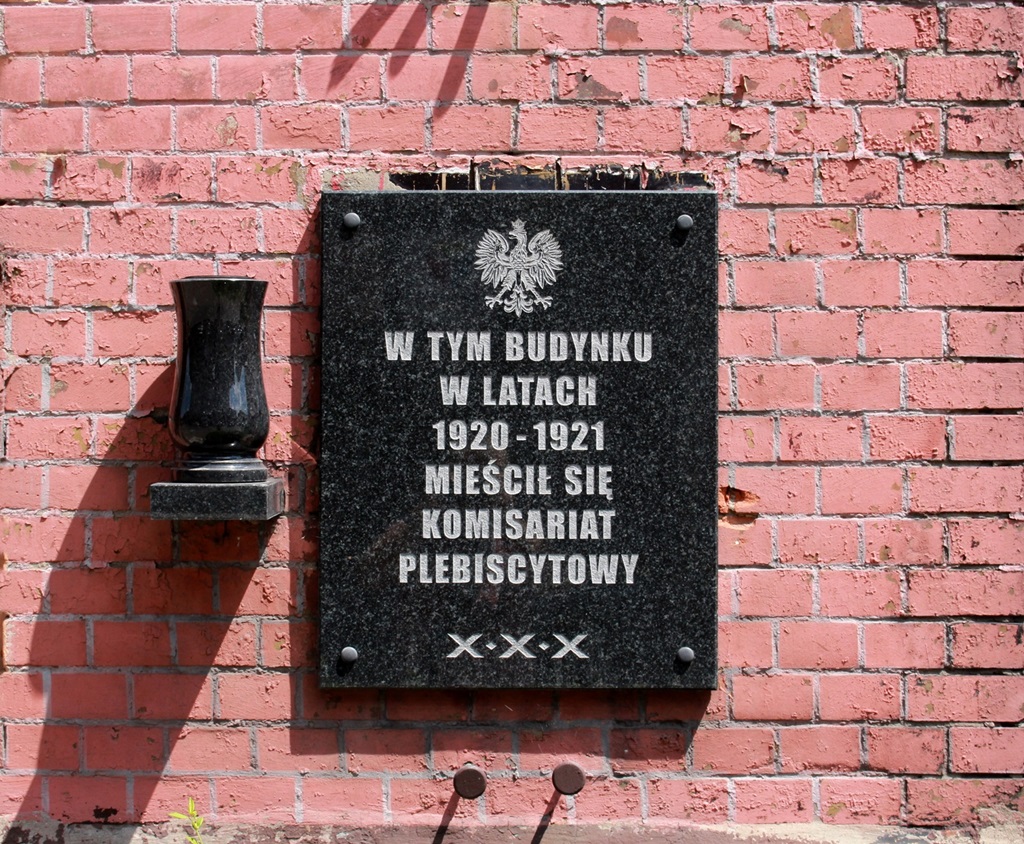 W TYM BUDYNKU
W LATACH
1920 - 1921
MIEŚCIŁ SIĘ
KOMISARIAT
PLEBISCYTOWY
X·X·X